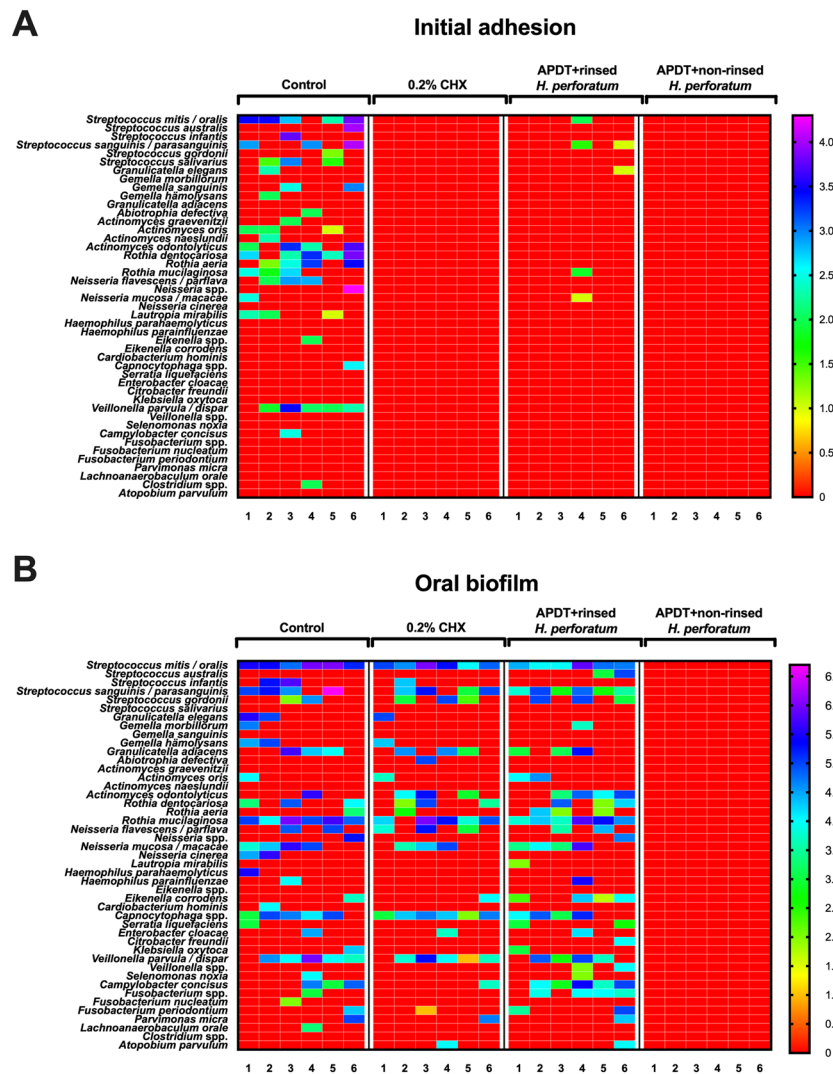 A
Initial adhesion
Control
0.2% CHX
APDT+rinsed
H. perforatum
APDT+non-rinsed
H. perforatum
Streptococcus mitis / oralis
Streptococcus australis
Streptococcus infantis
Streptococcus sanguinis / parasanguinis
Streptococcus gordonii
Streptococcus salivarius
Granulicatella elegans
Gemella morbillorum
Gemella sanguinis
Gemella hämolysans
Granulicatella adiacens
Abiotrophia defectiva
Actinomyces graevenitzii
Actinomyces oris
Actinomyces naeslundii
Actinomyces odontolyticus
Rothia dentocariosa
Rothia aeria
Rothia mucilaginosa
Neisseria flavescens / parflava
Neisseria spp.
Neisseria mucosa / macacae
Neisseria cinerea
Lautropia mirabilis
Haemophilus parahaemolyticus
Haemophilus parainfluenzae
Eikenella spp.
Eikenella corrodens
Cardiobacterium hominis
Capnocytophaga spp.
Serratia liquefaciens
Enterobacter cloacae
Citrobacter freundii
Klebsiella oxytoca
Veillonella parvula / dispar
Veillonella spp.
Selenomonas noxia
Campylobacter concisus
Fusobacterium spp.
Fusobacterium nucleatum
Fusobacterium periodontium
Parvimonas micra
Lachnoanaerobaculum orale
Clostridium spp.
Atopobium parvulum
1 2 3 4 5 6 1 2 3 4 5 6 1 2 3 4 5 6 1 2 3 4 5 6
4.0
3.5
3.0
2.5
2.0
1.5
1.0
0.5
0
B
Oral biofilm
Control
0.2% CHX
APDT+rinsed
H. perforatum
APDT+non-rinsed
H. perforatum
Streptococcus mitis / oralis
Streptococcus australis
Streptococcus infantis
Streptococcus sanguinis / parasanguinis
Streptococcus gordonii
Streptococcus salivarius
Granulicatella elegans
Gemella morbillorum
Gemella sanguinis
Gemella hämolysans
Granulicatella adiacens
Abiotrophia defectiva
Actinomyces graevenitzii
Actinomyces oris
Actinomyces naeslundii
Actinomyces odontolyticus
Rothia dentocariosa
Rothia aeria
Rothia mucilaginosa
Neisseria flavescens / parflava
Neisseria spp.
Neisseria mucosa / macacae
Neisseria cinerea
Lautropia mirabilis
Haemophilus parahaemolyticus
Haemophilus parainfluenzae
Eikenella spp.
Eikenella corrodens
Cardiobacterium hominis
Capnocytophaga spp.
Serratia liquefaciens
Enterobacter cloacae
Citrobacter freundii
Klebsiella oxytoca
Veillonella parvula / dispar
Veillonella spp.
Selenomonas noxia
Campylobacter concisus
Fusobacterium spp.
Fusobacterium nucleatum
Fusobacterium periodontium
Parvimonas micra
Lachnoanaerobaculum orale
Clostridium spp.
Atopobium parvulum
1 2 3 4 5 6 1 2 3 4 5 6 1 2 3 4 5 6 1 2 3 4 5 6
6.
5.
5.
4.
4.
3.
3.
2.
2.
1.
1.
0.
0